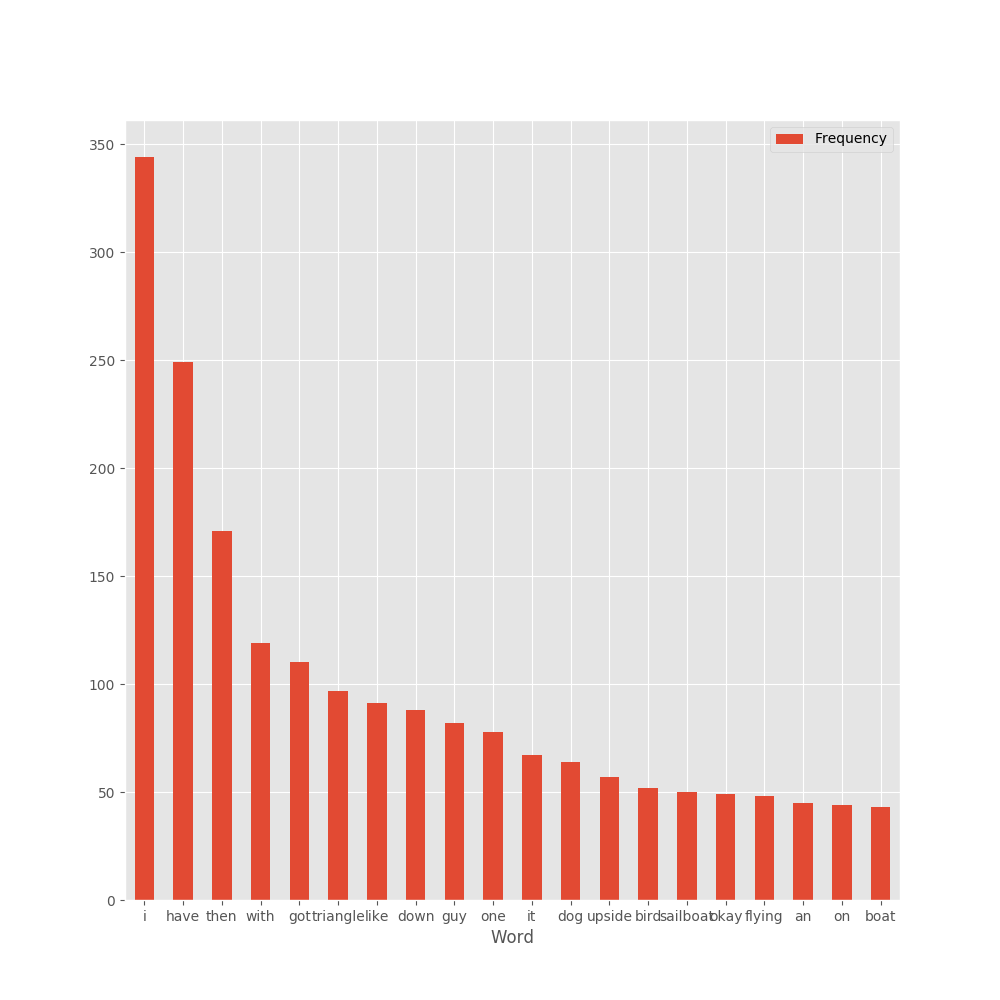 Frequency
350
300
250
200
150
100
50
0
i have then with got triangle like down guy one it dog upside bird sailboat okay flying an on boat
Word